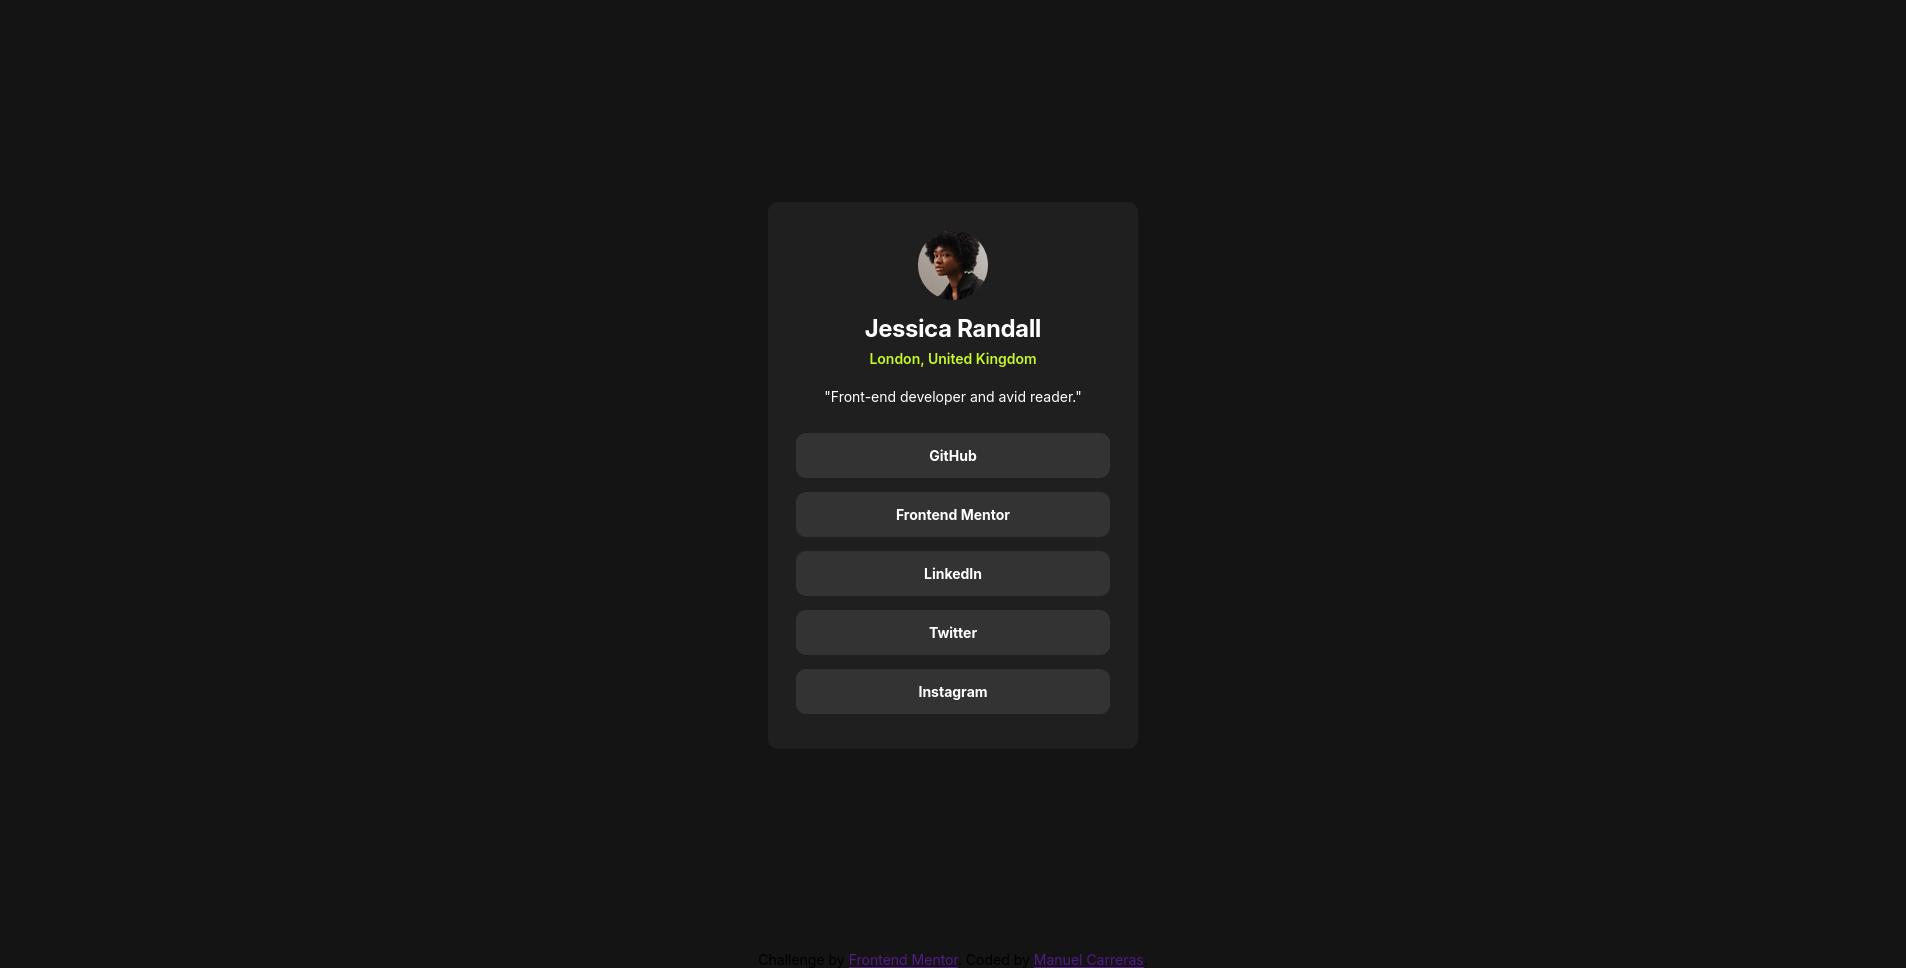 Jessica Randall
London, United Kingdom
"Front-end developer and avid reader."
GitHub
Frontend Mentor
LinkedIn
Twitter
Instagram
Challenge by Frontend Mentor. Coded by Manuel Carreras.